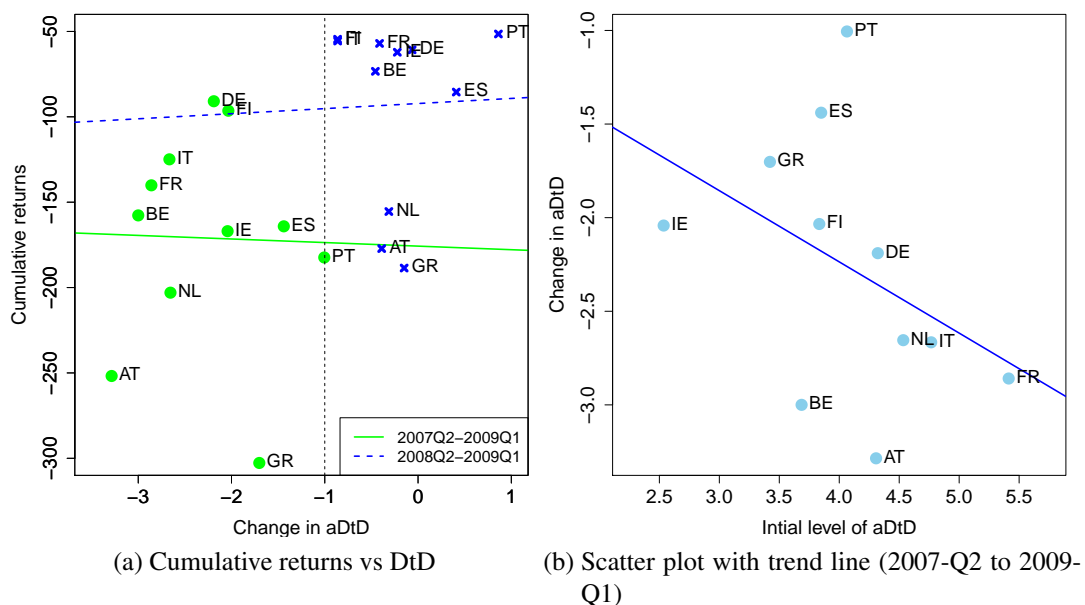 −50
−100
−150
−200
−250
−300
Cumulative returns
−3
−2
−1
0
1
Change in aDtD
DE
FI
IT
FR
BE
IE
ES
PT
NL
AT
GR
FI
IT
FR
IE
DE
BE
PT
ES
NL
AT
GR
2007Q2−2009Q1
2008Q2−2009Q1
(a) Cumulative returns vs DtD
−1.0
−1.5
−2.0
−2.5
−3.0
Change in aDtD
2.5
3.0
3.5
4.0
4.5
5.0
5.5
Intial level of aDtD
PT
ES
GR
IE
FI
DE
NL
IT
FR
BE
AT
(b) Scatter plot with trend line (2007-Q2 to 2009-
Q1)